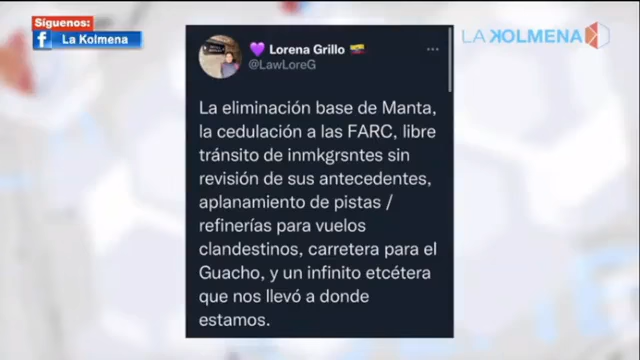 Síguenos:
La Kolmena
LA KOLMENA
💜 Lorena Grillo 🇪🇨
@LawLoreG
La eliminación base de Manta,
la cedulación a las FARC, libre
tránsito de inmkgrsntes sin
revisión de sus antecedentes,
aplanamiento de pistas /
refinerías para vuelos
clandestinos, carretera para el
Guacho, y un infinito etcétera
que nos llevó a donde
estamos.